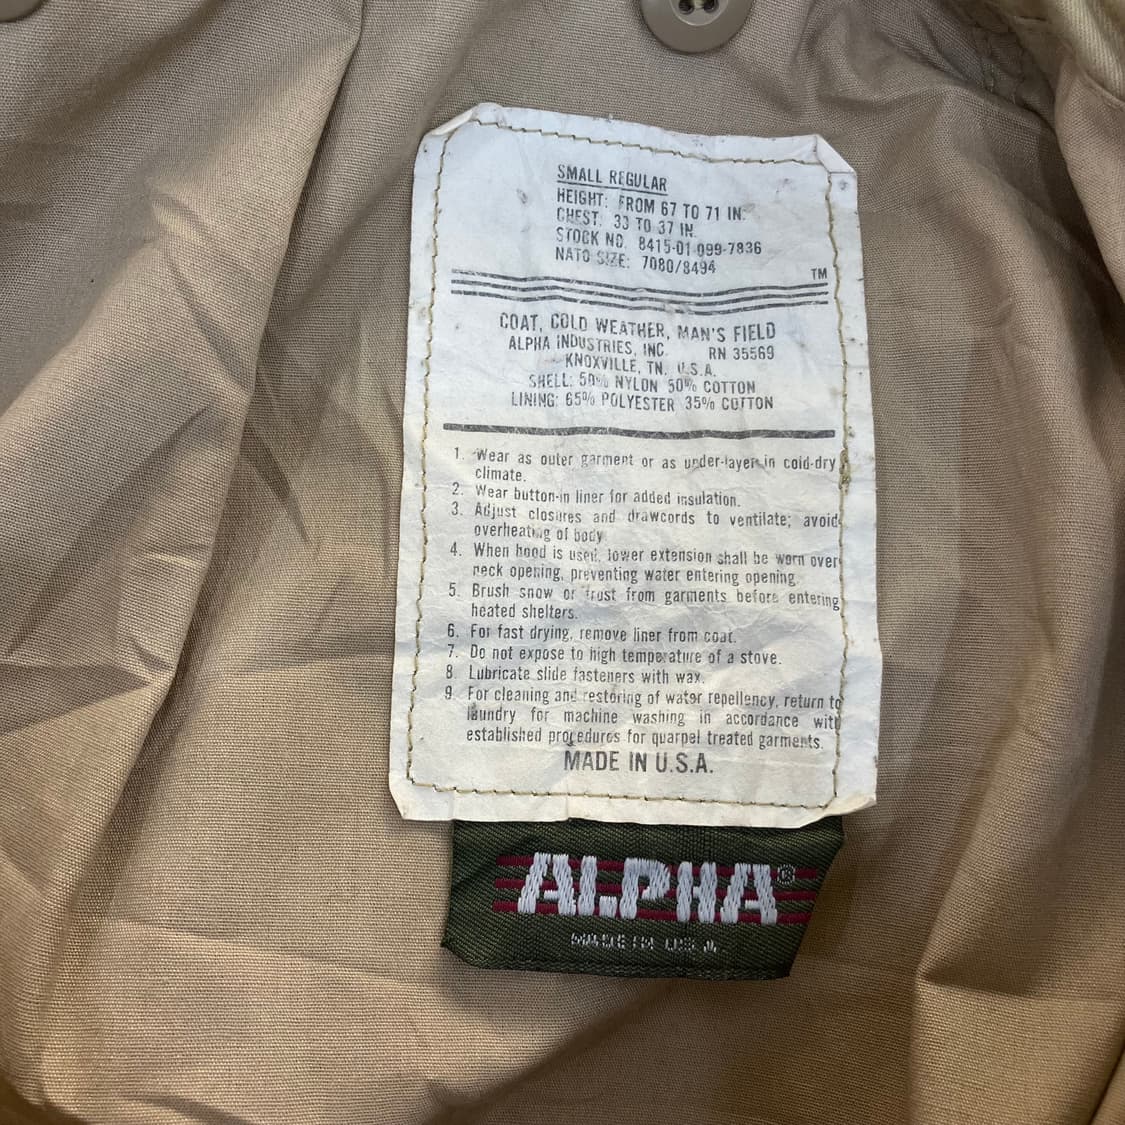 SMALL REGULAR
HEIGHT: FROM 67 TO 71 IN.
CHEST: 33 TO 37 IN.
STOCK NO. 8415-01-099-7836
NATO SIZE: 7080/8494
TM
COAT, COLD WEATHER, MAN'S FIELD
ALPHA INDUSTRIES, INC. RN 35569
KNOXVILLE, TN. U.S.A.
SHELL: 50% NYLON 50% COTTON
LINING: 65% POLYESTER 35% COTTON
1. Wear as outer garment or as under-layer in cold-dry
climate.
2. Wear button-in liner for added insulation.
3. Adjust closures and drawcords to ventilate; avoid
overheating of body
4. When hood is used, lower extension shall be worn over
neck opening, preventing water entering opening.
5. Brush snow or frost from garments before entering
heated shelters.
6. For fast drying, remove liner from coat.
7. Do not expose to high temperature of a stove.
8. Lubricate slide fasteners with wax.
9. For cleaning and restoring of water repellency, return to
laundry for machine washing in accordance with
established procedures for quarpel treated garments.
MADE IN U.S.A.
ALPHA®
MADE IN U.S.A.